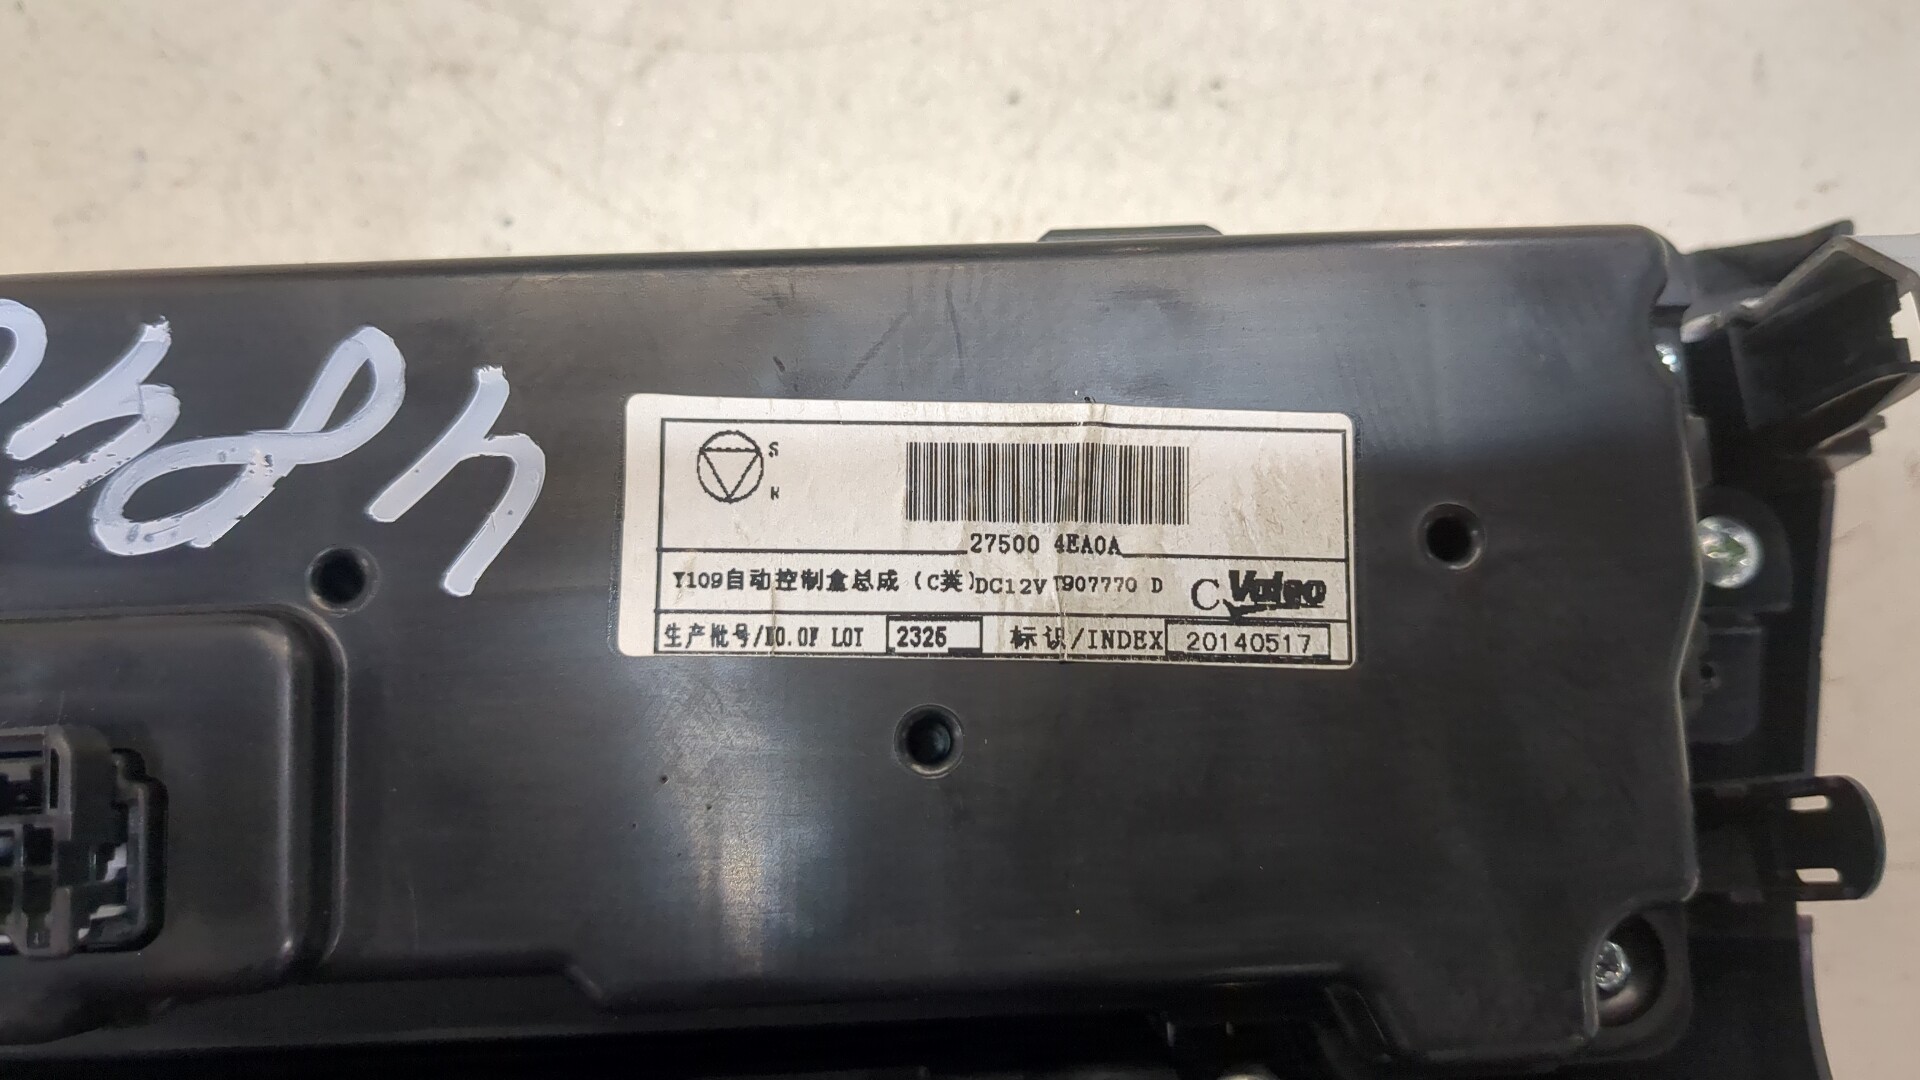 S
K
27500 4EA0A
Y109自动控制盒总成（C类）DC12V T907770 D C Valeo
生产批号/NO.OF LOT 2325 标识/INDEX 20140517